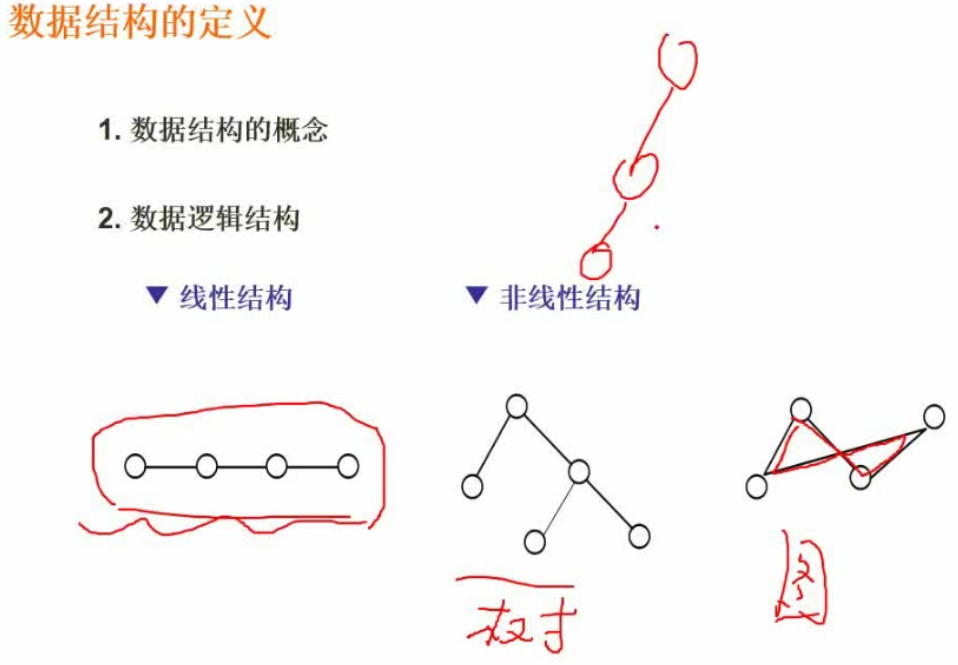 数据结构的定义
1. 数据结构的概念
2. 数据逻辑结构
▼ 线性结构
▼ 非线性结构
树
图